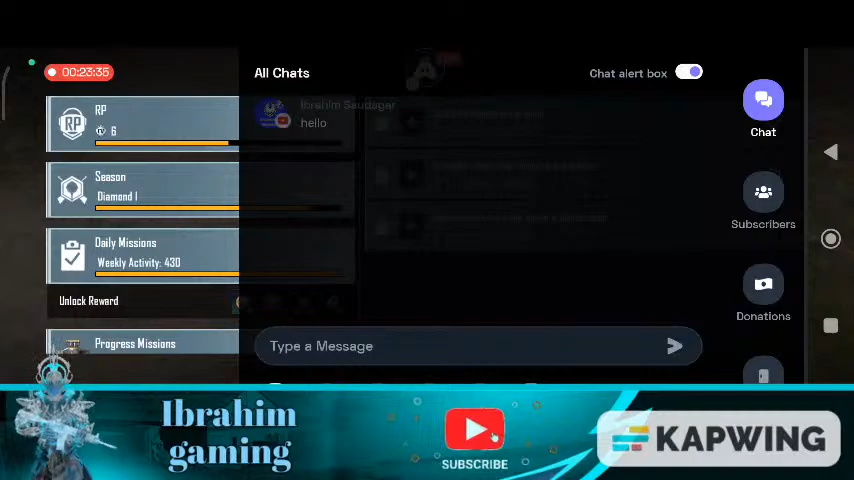 00:23:35
All Chats
Chat alert box
RP
6
Ibrahim Saudagar
hello
Chat
Season
Diamond I
Subscribers
Daily Missions
Weekly Activity: 430
Unlock Reward
Donations
Progress Missions
Type a Message
Ibrahim
gaming
SUBSCRIBE
KAPWING